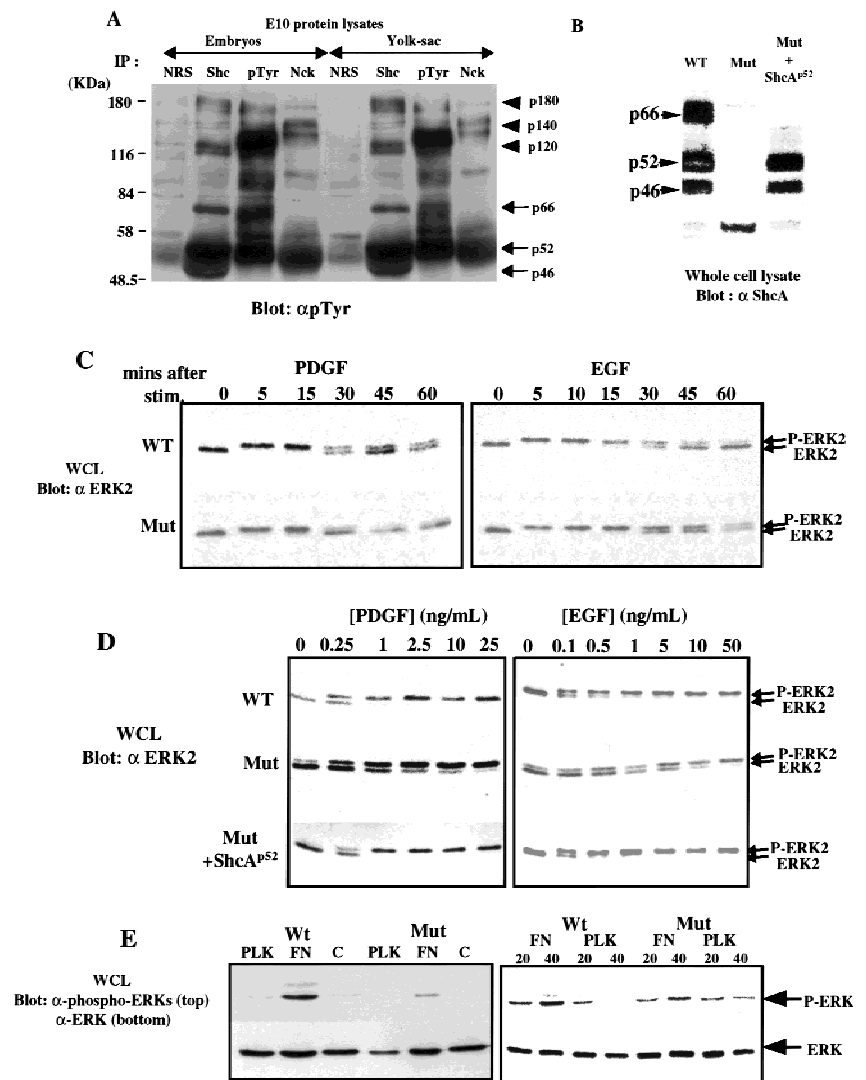 A
E10 protein lysates
Embryos Yolk-sac
IP :
(KDa)
NRS Shc pTyr Nck NRS Shc pTyr Nck
180
116
84
58
48.5
p180
p140
p120
p66
p52
p46
Blot: αpTyr
B
WT Mut Mut + ShcAp52
p66
p52
p46
Whole cell lysate
Blot : α ShcA
C
PDGF EGF
mins after stim.
0 5 15 30 45 60 0 5 10 15 30 45 60
WT
Mut
WCL
Blot: α ERK2
P-ERK2
ERK2
P-ERK2
ERK2
D
[PDGF] (ng/mL) [EGF] (ng/mL)
0 0.25 1 2.5 10 25 0 0.1 0.5 1 5 10 50
WT
Mut
Mut
+ShcAp52
WCL
Blot: α ERK2
P-ERK2
ERK2
P-ERK2
ERK2
P-ERK2
ERK2
E
Wt Mut
PLK FN C PLK FN C
Wt Mut
FN PLK FN PLK
20 40 20 40 20 40 20 40
WCL
Blot: α-phospho-ERKs (top)
α-ERK (bottom)
P-ERK
ERK